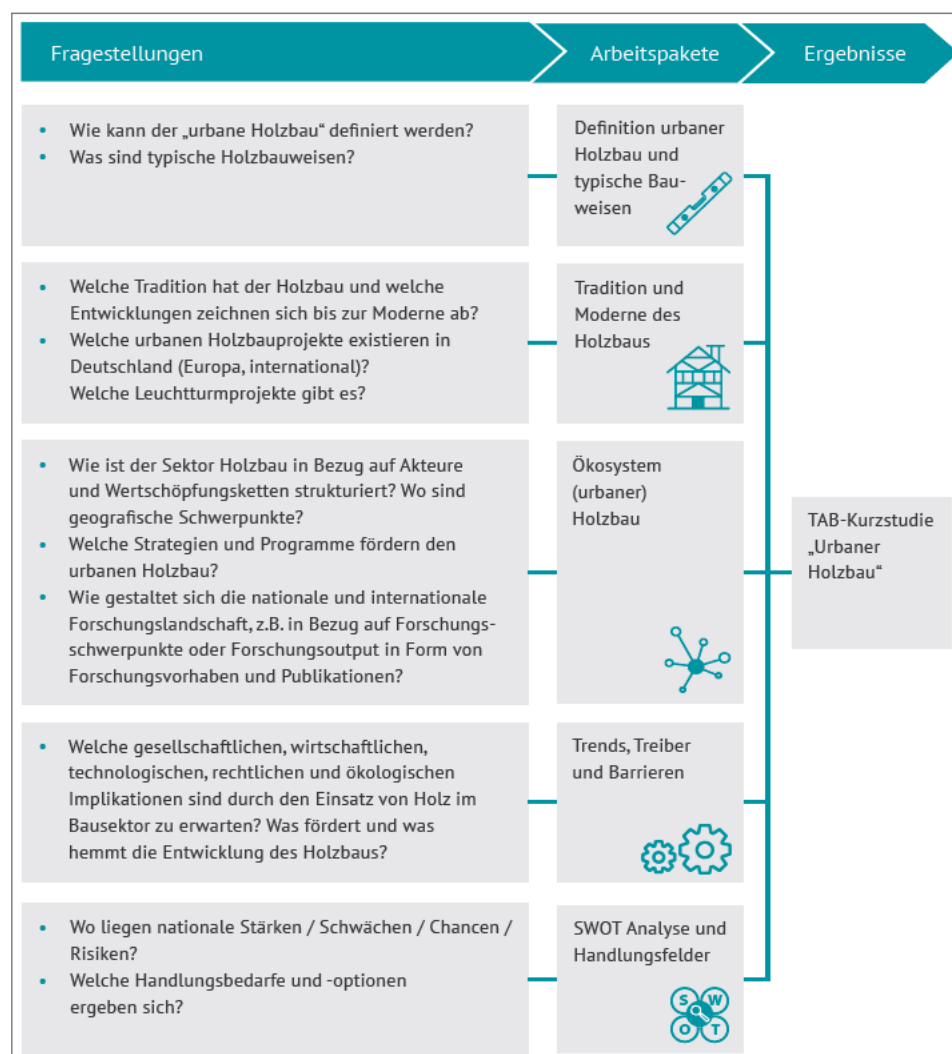 Fragestellungen
Arbeitspakete
Ergebnisse
• Wie kann der „urbane Holzbau“ definiert werden?
• Was sind typische Holzbauweisen?
Definition urbaner
Holzbau und
typische Bau-
weisen
• Welche Tradition hat der Holzbau und welche
Entwicklungen zeichnen sich bis zur Moderne ab?
• Welche urbanen Holzbauprojekte existieren in
Deutschland (Europa, international)?
Welche Leuchtturmprojekte gibt es?
Tradition und
Moderne des
Holzbaus
• Wie ist der Sektor Holzbau in Bezug auf Akteure
und Wertschöpfungsketten strukturiert? Wo sind
geografische Schwerpunkte?
• Welche Strategien und Programme fördern den
urbanen Holzbau?
• Wie gestaltet sich die nationale und internationale
Forschungslandschaft, z.B. in Bezug auf Forschungs-
schwerpunkte oder Forschungsoutput in Form von
Forschungsvorhaben und Publikationen?
Ökosystem
(urbaner)
Holzbau
TAB-Kurzstudie
„Urbaner
Holzbau“
• Welche gesellschaftlichen, wirtschaftlichen,
technologischen, rechtlichen und ökologischen
Implikationen sind durch den Einsatz von Holz im
Bausektor zu erwarten? Was fördert und was
hemmt die Entwicklung des Holzbaus?
Trends, Treiber
und Barrieren
• Wo liegen nationale Stärken / Schwächen / Chancen /
Risiken?
• Welche Handlungsbedarfe und -optionen
ergeben sich?
SWOT Analyse und
Handlungsfelder
S W
O T